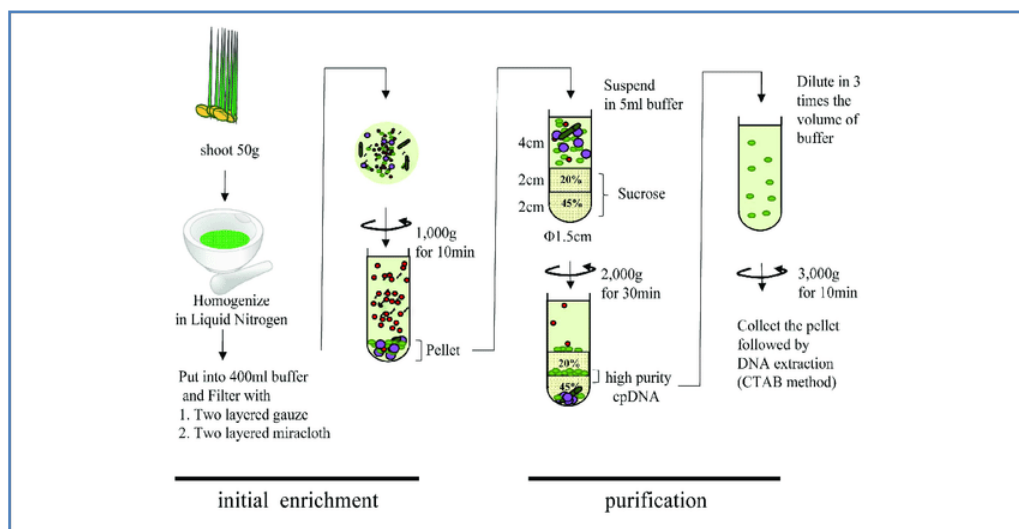 shoot 50g
Homogenize
in Liquid Nitrogen
Put into 400ml buffer
and Filter with
1. Two layered gauze
2. Two layered miracloth
1,000g
for 10min
Pellet
initial enrichment
Suspend
in 5ml buffer
4cm
2cm
20%
2cm
45%
Sucrose
Φ1.5cm
2,000g
for 30min
20%
45%
high purity
cpDNA
purification
Dilute in 3
times the
volume of
buffer
3,000g
for 10min
Collect the pellet
followed by
DNA extraction
(CTAB method)